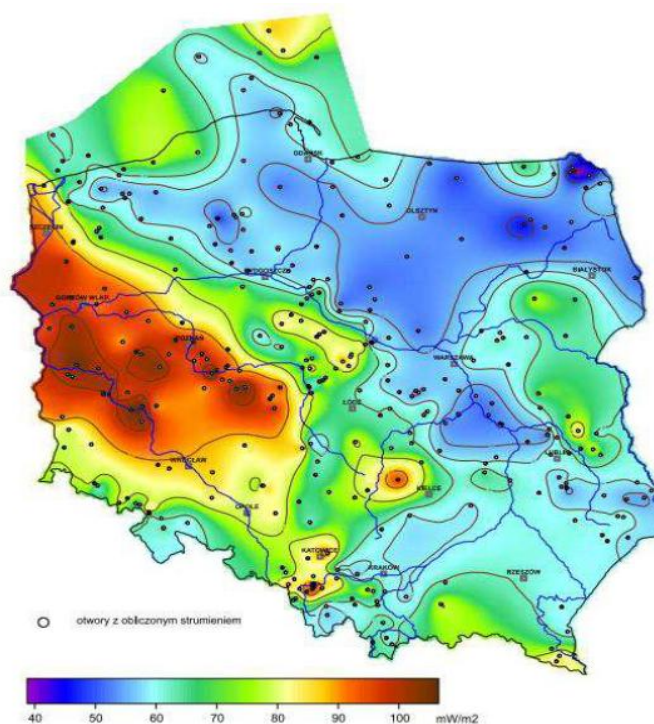 GDAŃSK
OLSZTYN
SZCZECIN
BIAŁYSTOK
BYDGOSZCZ
GORZÓW WLKP.
POZNAŃ
WARSZAWA
ŁÓDŹ
LUBLIN
WROCŁAW
KIELCE
OPOLE
KATOWICE
KRAKÓW
RZESZÓW
otwory z obliczonym strumieniem
40 50 60 70 80 90 100 mW/m2